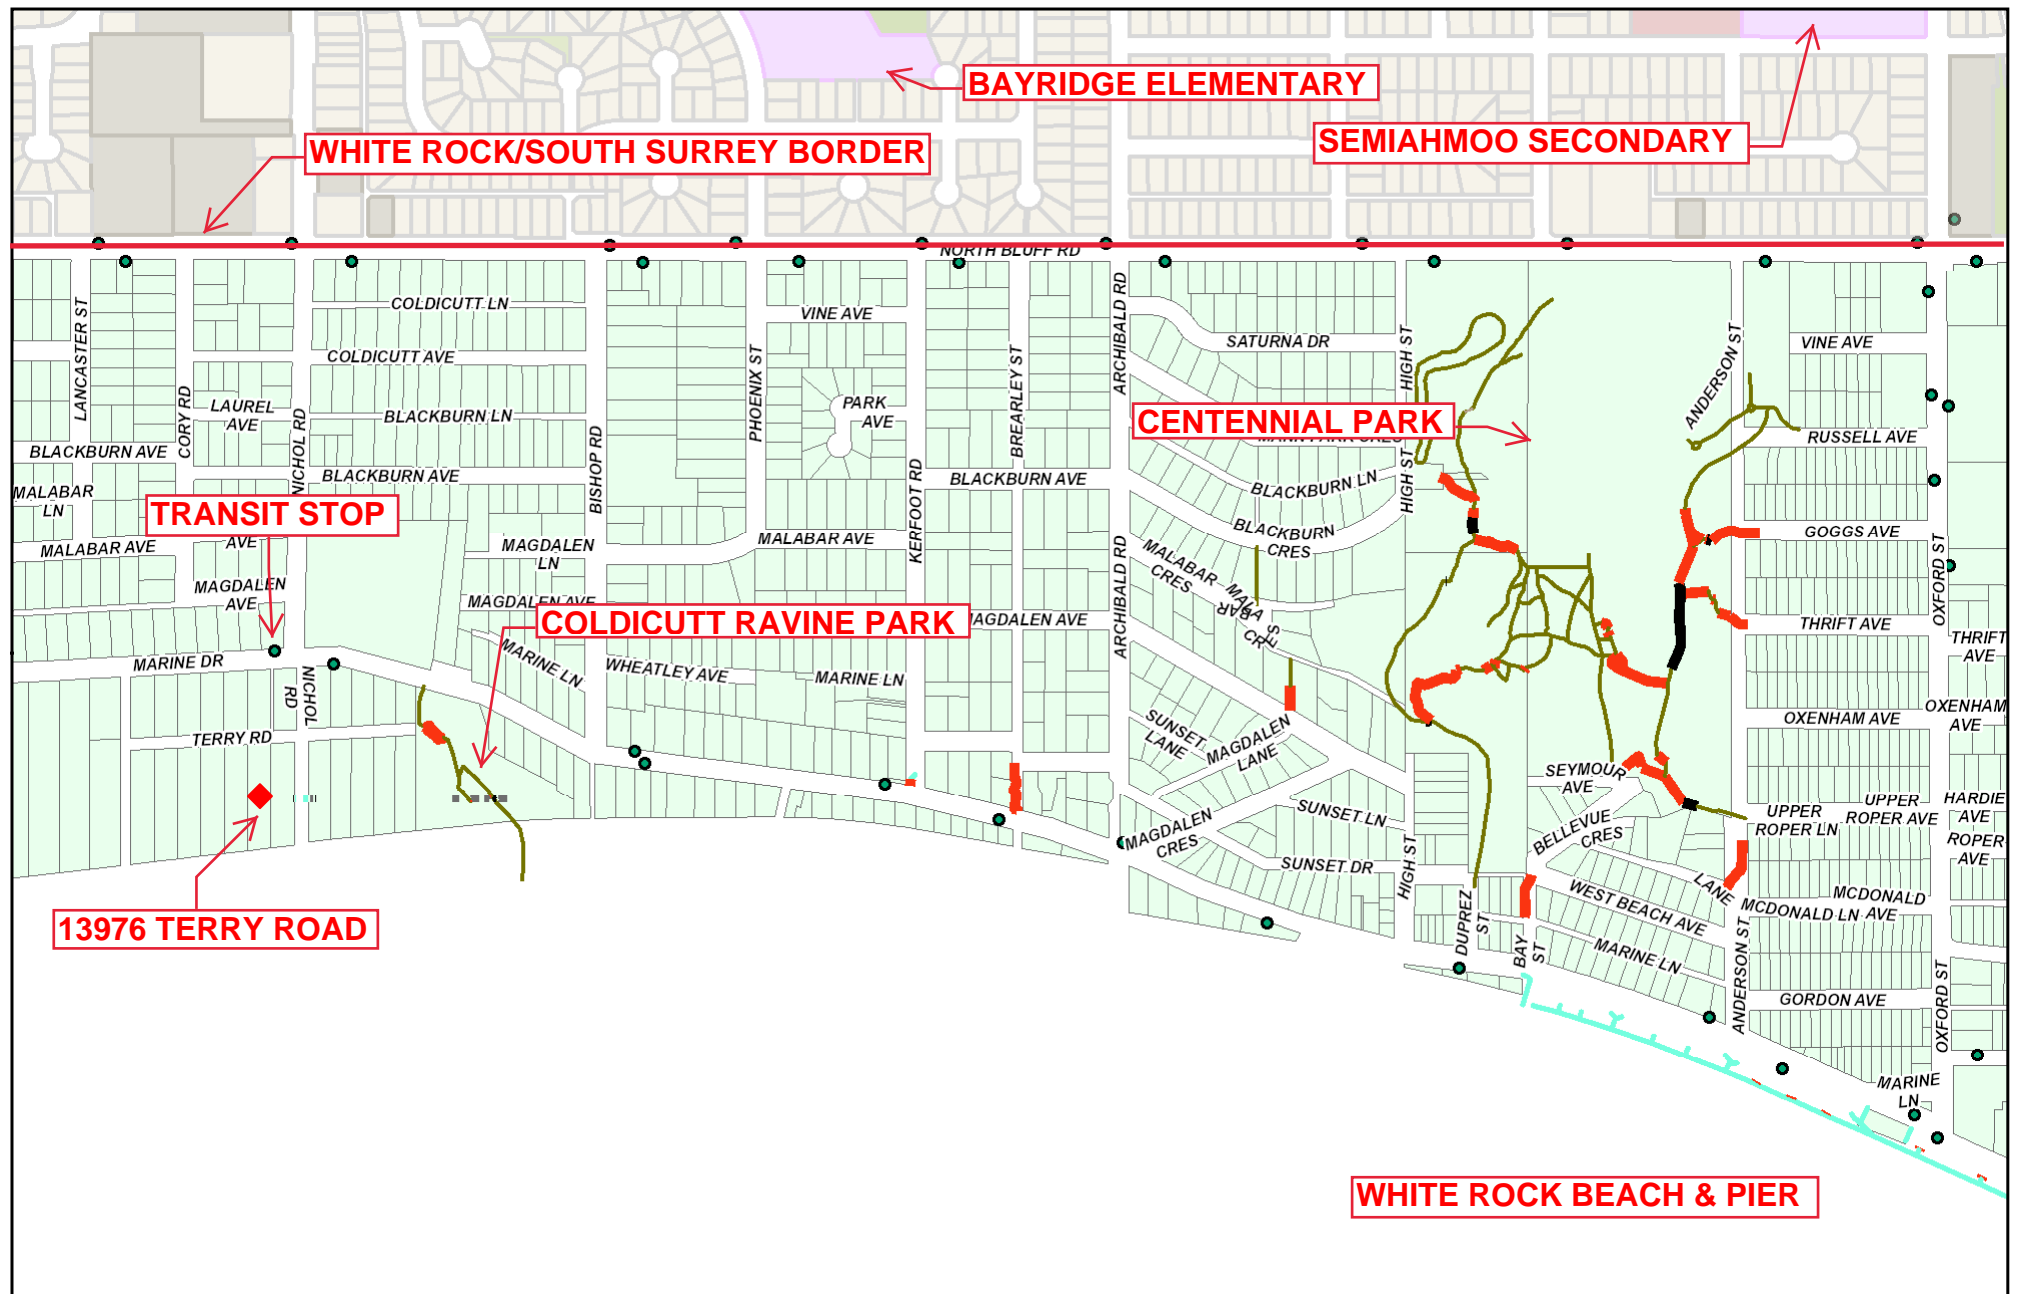 BAYRIDGE ELEMENTARY
SEMIAHMOO SECONDARY
WHITE ROCK/SOUTH SURREY BORDER
NORTH BLUFF RD
COLDICUTT LN
VINE AVE
SATURNA DR
VINE AVE
LANCASTER ST
COLDICUTT AVE
PHOENIX ST
BREARLEY ST
ARCHIBALD RD
HIGH ST
ANDERSON ST
CORY RD
LAUREL
AVE
NICHOL RD
BLACKBURN LN
PARK
AVE
CENTENNIAL PARK
MANN PARK CRES
RUSSELL AVE
BLACKBURN AVE
BLACKBURN AVE
BISHOP RD
KERFOOT RD
BLACKBURN AVE
BLACKBURN LN
HIGH ST
MALABAR
LN
TRANSIT STOP
AVE
MALABAR AVE
MAGDALEN
LN
MALABAR AVE
BLACKBURN
CRES
GOGGS AVE
OXFORD ST
MAGDALEN
AVE
MAGDALEN AVE
COLDICUTT RAVINE PARK
MAGDALEN AVE
ARCHIBALD RD
MALABAR
CRES
MALA
BAR
CRES
THRIFT AVE
THRIFT
AVE
MARINE DR
NICHOL
RD
MARINE LN
WHEATLEY AVE
MARINE LN
SUNSET
LANE
MAGDALEN
LANE
OXENHAM AVE
OXENHAM
AVE
TERRY RD
SEYMOUR
AVE
SUNSET LN
MAGDALEN
CRES
BELLEVUE
CRES
UPPER
ROPER LN
UPPER
ROPER AVE
HARDIE
AVE
ROPER
AVE
SUNSET DR
HIGH ST
DUPREZ
ST
BAY
ST
WEST BEACH AVE
LANE
MCDONALD
AVE
MCDONALD LN
13976 TERRY ROAD
MARINE LN
ANDERSON ST
GORDON AVE
OXFORD ST
MARINE
LN
WHITE ROCK BEACH & PIER